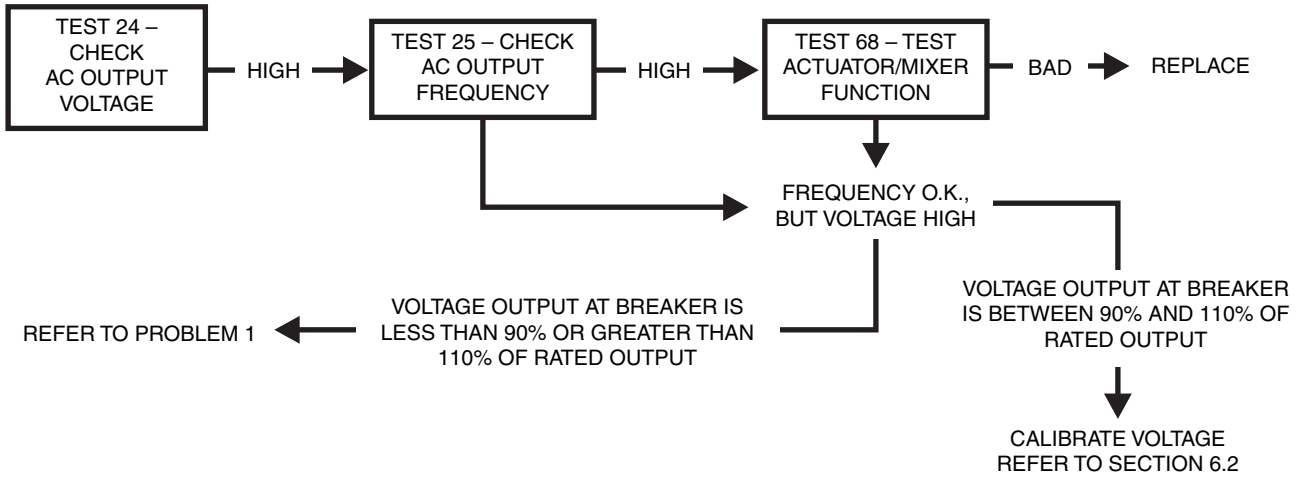 TEST 24 –
CHECK
AC OUTPUT
VOLTAGE
HIGH
TEST 25 – CHECK
AC OUTPUT
FREQUENCY
HIGH
TEST 68 – TEST
ACTUATOR/MIXER
FUNCTION
BAD
REPLACE
FREQUENCY O.K.,
BUT VOLTAGE HIGH
REFER TO PROBLEM 1
VOLTAGE OUTPUT AT BREAKER IS
LESS THAN 90% OR GREATER THAN
110% OF RATED OUTPUT
VOLTAGE OUTPUT AT BREAKER
IS BETWEEN 90% AND 110% OF
RATED OUTPUT
CALIBRATE VOLTAGE
REFER TO SECTION 6.2